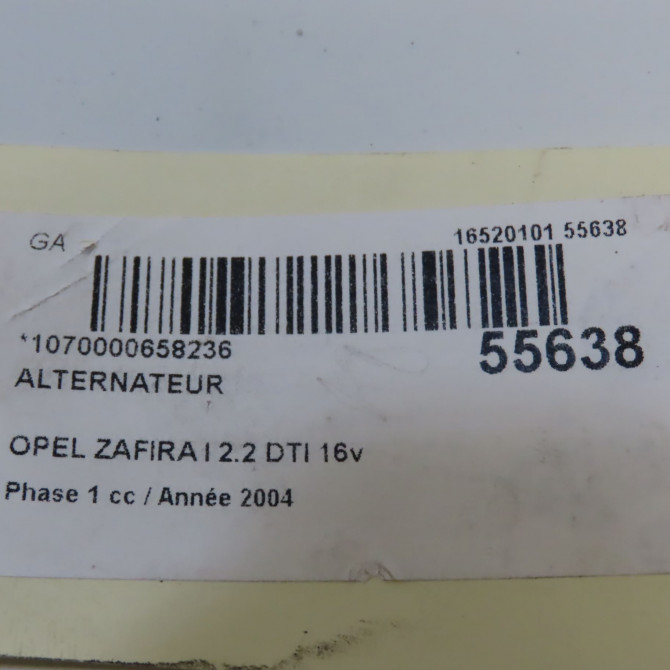 GA
16520101 55638
*1070000658236
55638
ALTERNATEUR
OPEL ZAFIRA I 2.2 DTI 16v
Phase 1 cc / Année 2004